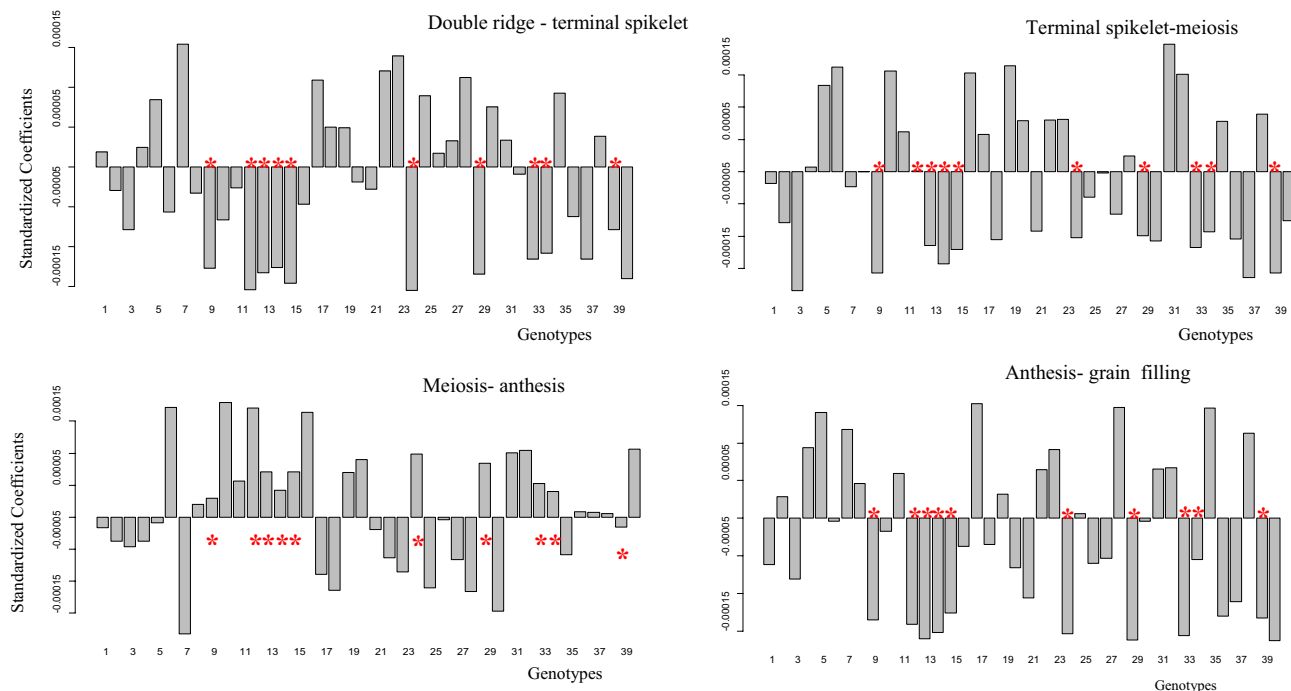 Double ridge - terminal spikelet
Standardized Coefficients
0.00015
0.00005
-0.00005
-0.00015
* * * * * * * * * *
1 3 5 7 9 11 13 15 17 19 21 23 25 27 29 31 33 35 37 39
Genotypes
Terminal spikelet-meiosis
0.00015
0.00005
-0.00005
-0.00015
* * * * * * * * * *
1 3 5 7 9 11 13 15 17 19 21 23 25 27 29 31 33 35 37 39
Genotypes
Meiosis- anthesis
Standardized Coefficients
0.00015
0.00005
-0.00005
-0.00015
* * * * * * * * * *
1 3 5 7 9 11 13 15 17 19 21 23 25 27 29 31 33 35 37 39
Genotypes
Anthesis- grain filling
0.00015
0.00005
-0.00005
-0.00015
* * * * * * * * * *
1 3 5 7 9 11 13 15 17 19 21 23 25 27 29 31 33 35 37 39
Genotypes